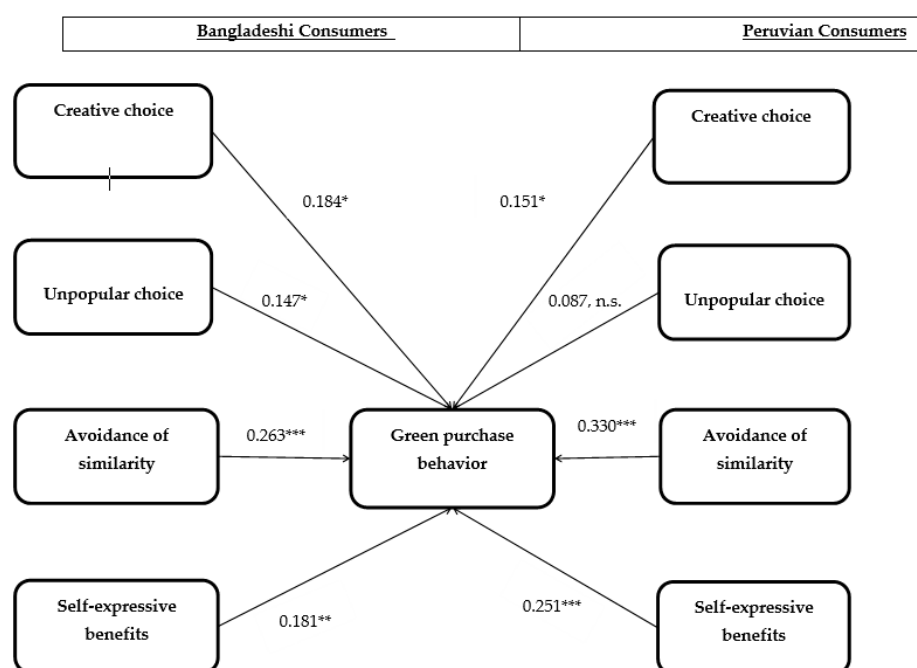 Bangladeshi Consumers
Peruvian Consumers
Creative choice
Creative choice
0.184*
0.151*
Unpopular choice
0.147*
0.087, n.s.
Unpopular choice
Avoidance of
similarity
0.263***
Green purchase
behavior
0.330***
Avoidance of
similarity
Self-expressive
benefits
0.181**
0.251***
Self-expressive
benefits